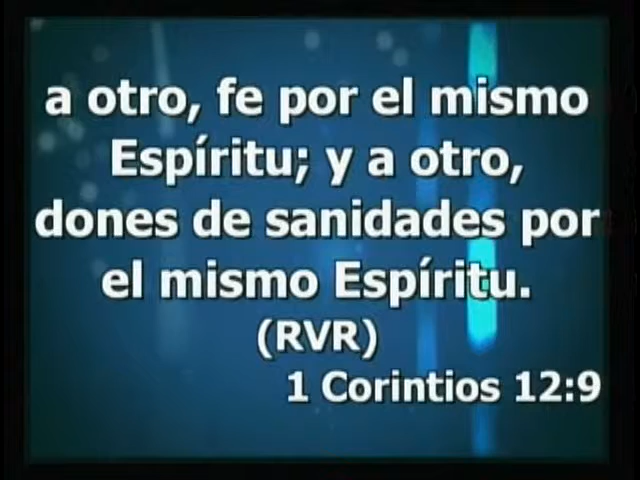 a otro, fe por el mismo
Espíritu; y a otro,
dones de sanidades por
el mismo Espíritu.
(RVR)
1 Corintios 12:9